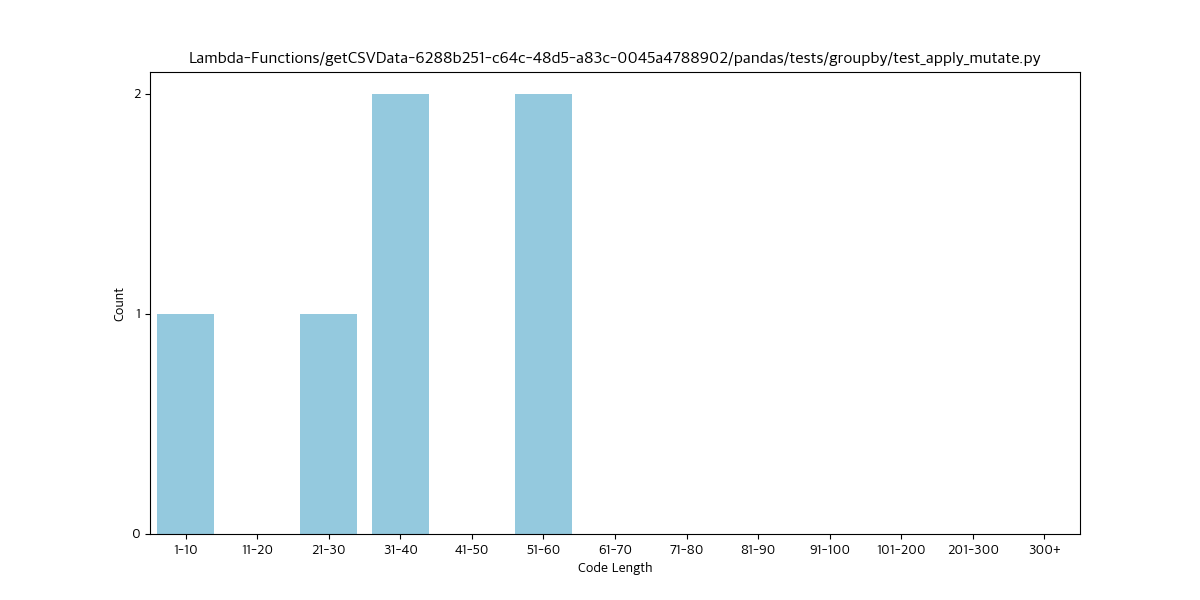 Lambda-Functions/getCSVData-6288b251-c64c-48d5-a83c-0045a4788902/pandas/tests/groupby/test_apply_mutate.py
2
1
0
Count
1-10 11-20 21-30 31-40 41-50 51-60 61-70 71-80 81-90 91-100 101-200 201-300 300+
Code Length